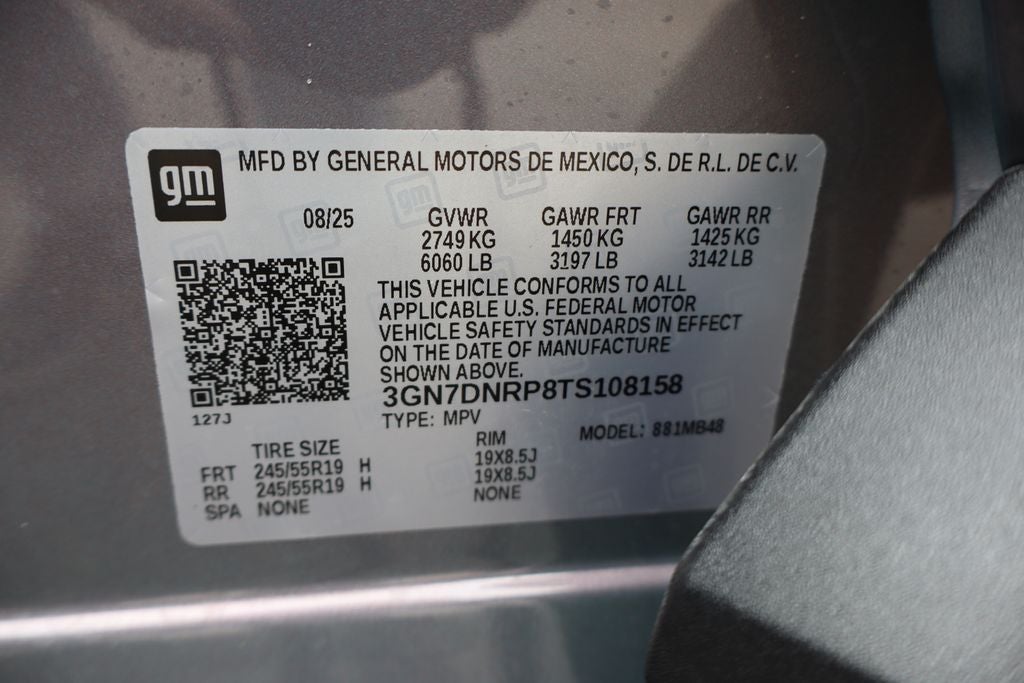 gm MFD BY GENERAL MOTORS DE MEXICO, S. DE R.L. DE C.V.
08/25 GVWR GAWR FRT GAWR RR
2749 KG 1450 KG 1425 KG
6060 LB 3197 LB 3142 LB
THIS VEHICLE CONFORMS TO ALL
APPLICABLE U.S. FEDERAL MOTOR
VEHICLE SAFETY STANDARDS IN EFFECT
ON THE DATE OF MANUFACTURE
SHOWN ABOVE.
3GN7DNRP8TS108158
127J
TYPE: MPV MODEL: 881MB48
TIRE SIZE RIM
FRT 245/55R19 H 19X8.5J
RR 245/55R19 H 19X8.5J
SPA NONE NONE